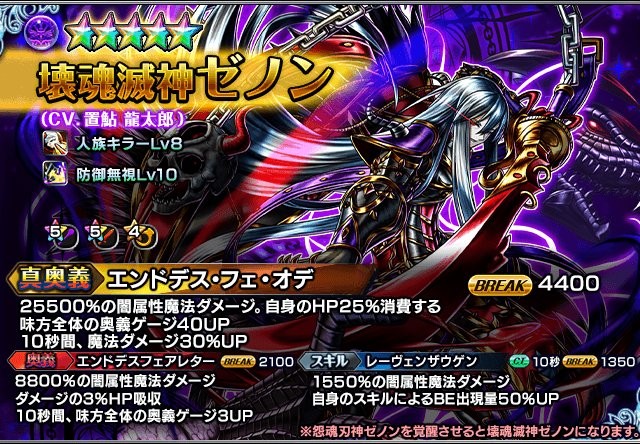 壊魂滅神ゼノン
(CV.置鮎 龍太郎)
人族キラーLv8
防御無視Lv10
5 5 4
真奥義 エンドデス・フェ・オデ BREAK 4400
25500%の闇属性魔法ダメージ。自身のHP25%消費する
味方全体の奥義ゲージ40UP
10秒間、魔法ダメージ30%UP
奥義 エンドデスフェアレター BREAK 2100
8800%の闇属性魔法ダメージ
ダメージの3%HP吸収
10秒間、味方全体の奥義ゲージ3UP
スキル レーヴェンザウゲン CT 10秒 BREAK 1350
1550%の闇属性魔法ダメージ
自身のスキルによるBE出現量50%UP
※怨魂刃神ゼノンを覚醒させると壊魂滅神ゼノンになります。